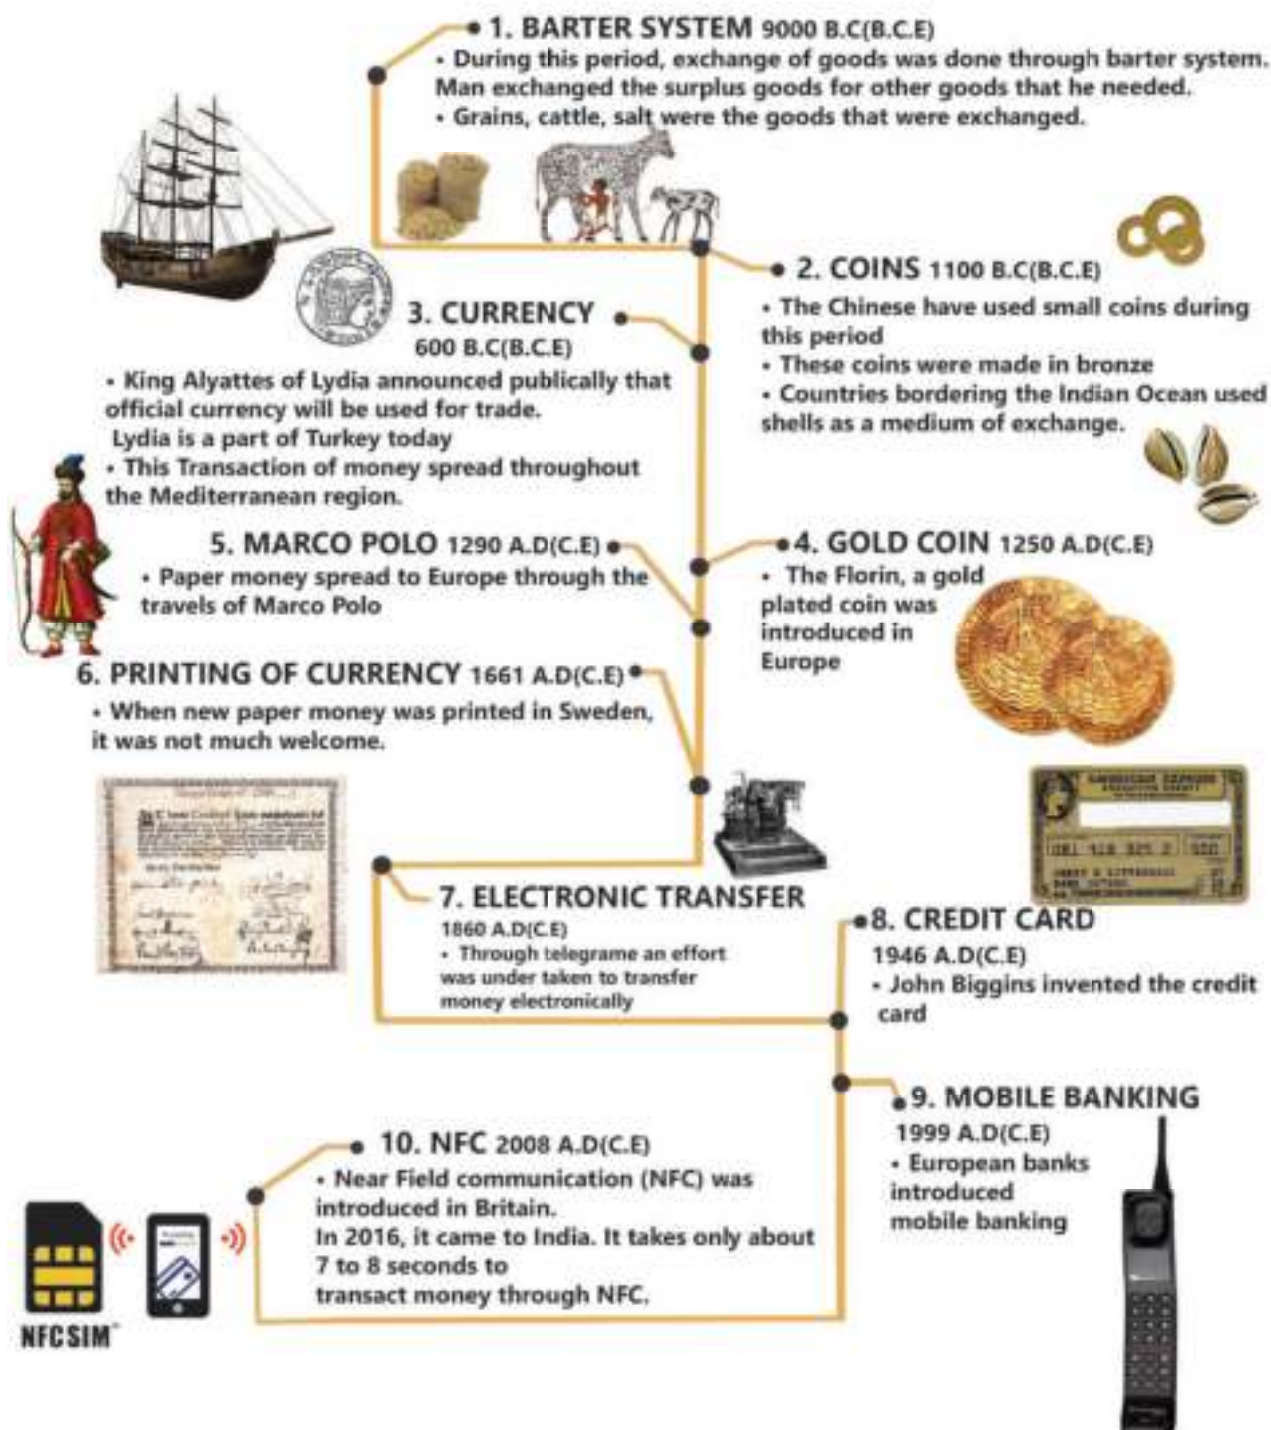 1. BARTER SYSTEM 9000 B.C(B.C.E)
• During this period, exchange of goods was done through barter system.
Man exchanged the surplus goods for other goods that he needed.
• Grains, cattle, salt were the goods that were exchanged.
2. COINS 1100 B.C(B.C.E)
• The Chinese have used small coins during
this period
• These coins were made in bronze
• Countries bordering the Indian Ocean used
shells as a medium of exchange.
3. CURRENCY
600 B.C(B.C.E)
• King Alyattes of Lydia announced publically that
official currency will be used for trade.
Lydia is a part of Turkey today
• This Transaction of money spread throughout
the Mediterranean region.
4. GOLD COIN 1250 A.D(C.E)
• The Florin, a gold
plated coin was
introduced in
Europe
5. MARCO POLO 1290 A.D(C.E)
• Paper money spread to Europe through the
travels of Marco Polo
6. PRINTING OF CURRENCY 1661 A.D(C.E)
• When new paper money was printed in Sweden,
it was not much welcome.
7. ELECTRONIC TRANSFER
1860 A.D(C.E)
• Through telegrame an effort
was under taken to transfer
money electronically
AMERICAN EXPRESS
8. CREDIT CARD
1946 A.D(C.E)
• John Biggins invented the credit
card
9. MOBILE BANKING
1999 A.D(C.E)
• European banks
introduced
mobile banking
10. NFC 2008 A.D(C.E)
• Near Field communication (NFC) was
introduced in Britain.
In 2016, it came to India. It takes only about
7 to 8 seconds to
transact money through NFC.
NFC SIM